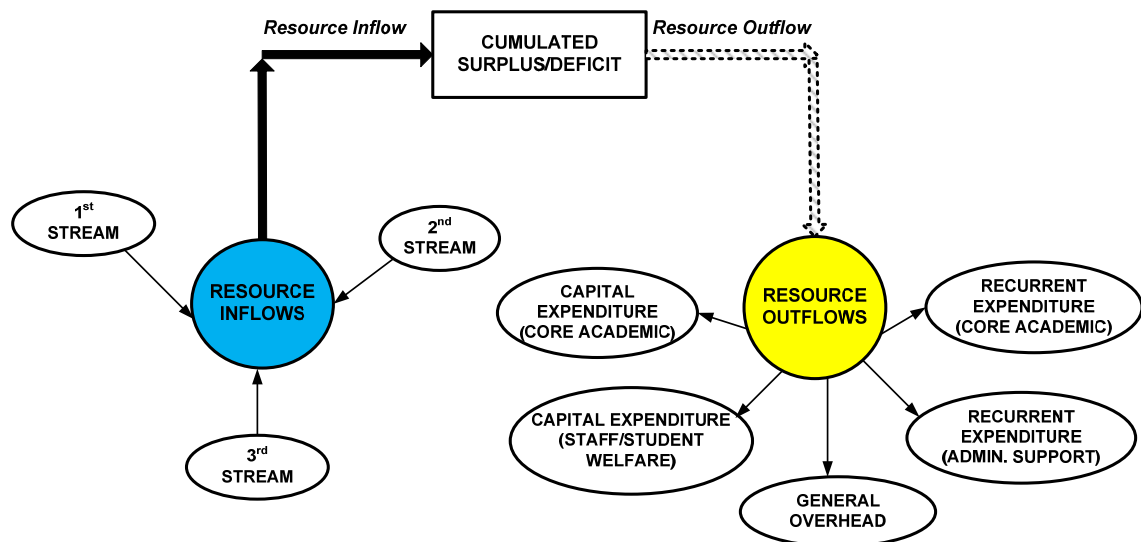 Resource Inflow
CUMULATED
SURPLUS/DEFICIT
Resource Outflow
1st
STREAM
2nd
STREAM
RESOURCE
INFLOWS
3rd
STREAM
CAPITAL
EXPENDITURE
(CORE ACADEMIC)
RESOURCE
OUTFLOWS
RECURRENT
EXPENDITURE
(CORE ACADEMIC)
CAPITAL EXPENDITURE
(STAFF/STUDENT
WELFARE)
RECURRENT
EXPENDITURE
(ADMIN. SUPPORT)
GENERAL
OVERHEAD